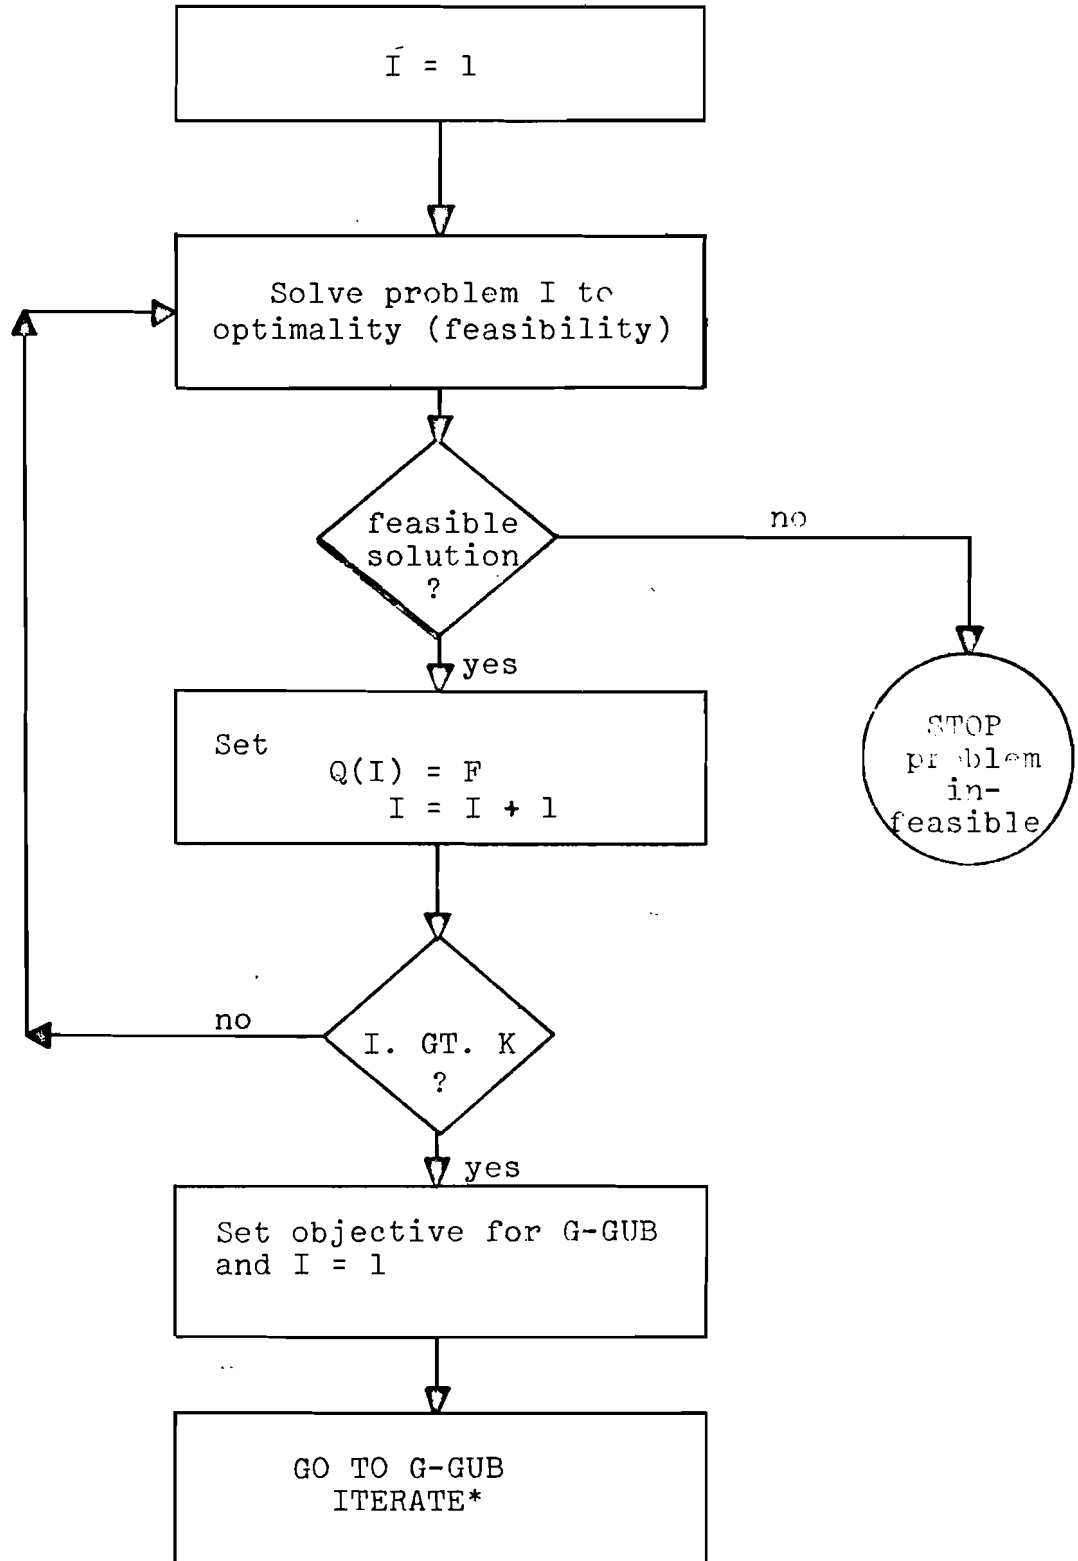 I = 1
Solve problem I to
optimality (feasibility)
feasible
solution
?
no
yes
STOP
problem
in-
feasible
Set
Q(I) = F
I = I + 1
no
I. GT. K
?
yes
Set objective for G-GUB
and I = 1
GO TO G-GUB
ITERATE*